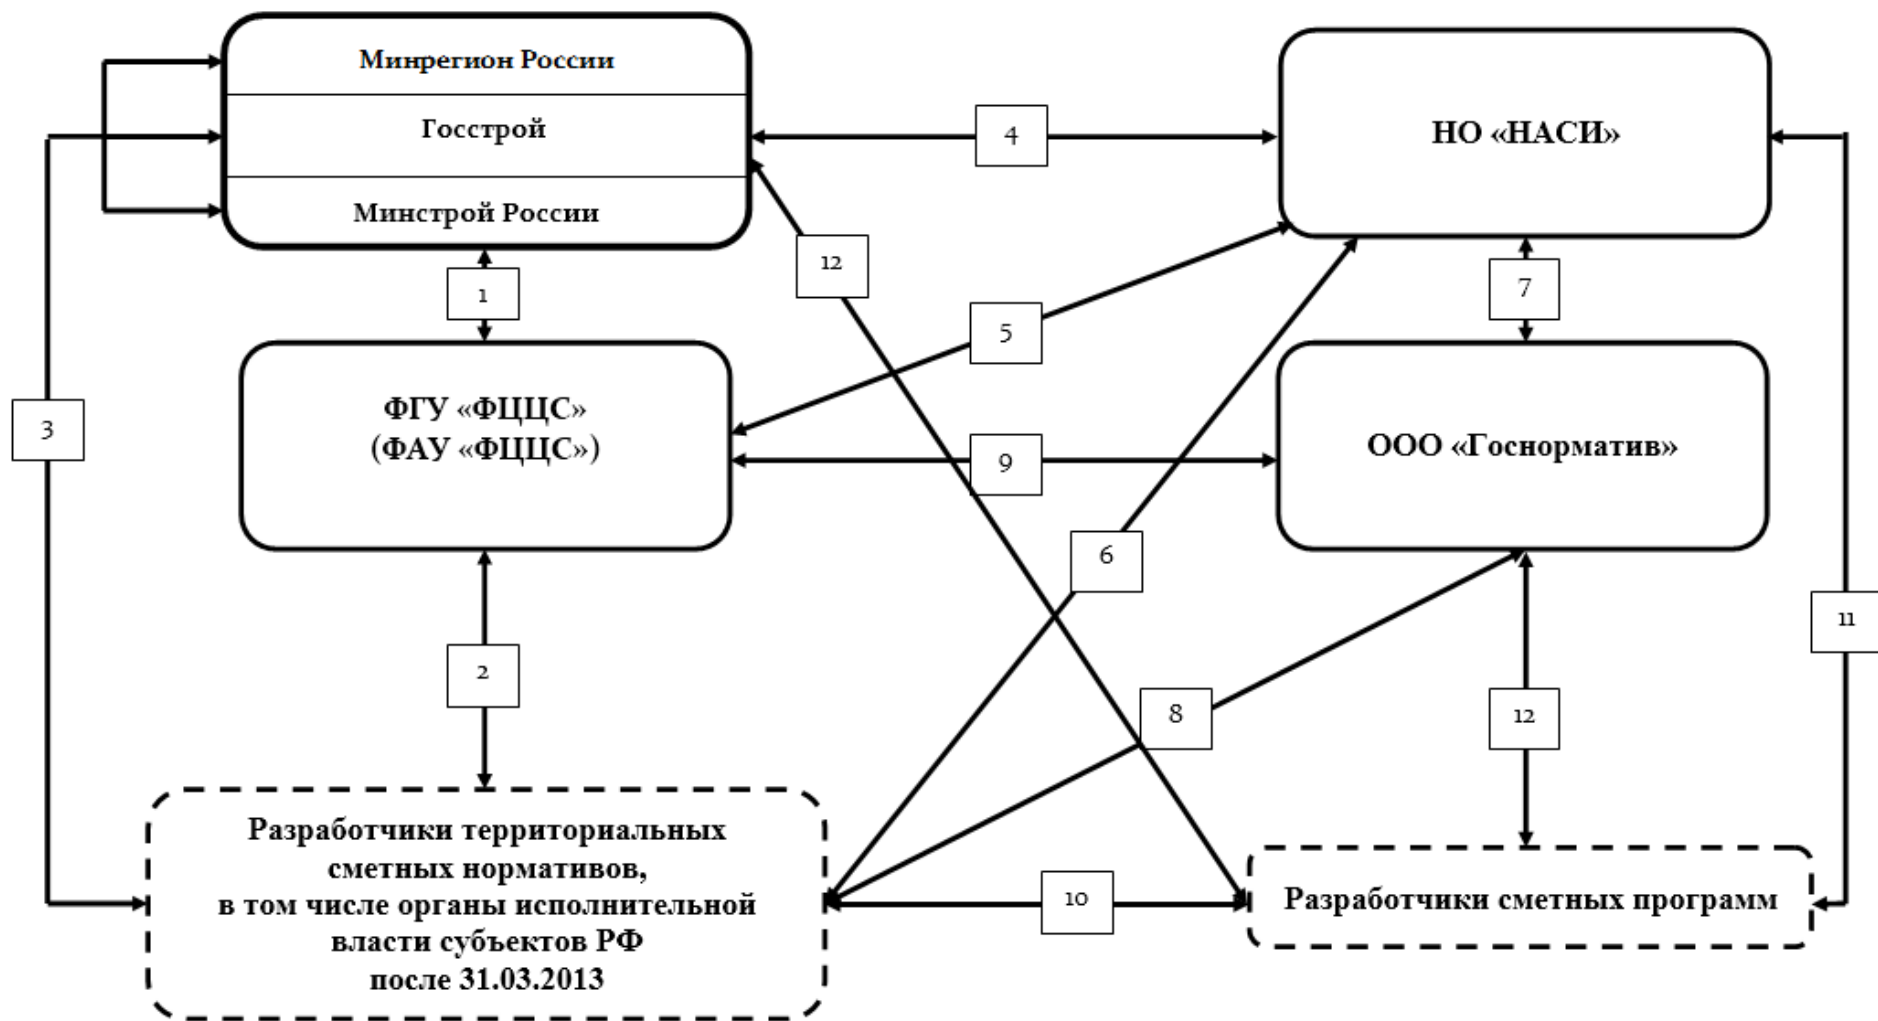 Минрегион России
Госстрой
Минстрой России
4
НО «НАСИ»
12
1
5
7
3
ФГУ «ФЦЦС»
(ФАУ «ФЦЦС»)
9
ООО «Госнорматив»
6
11
2
8
12
Разработчики территориальных
сметных нормативов,
в том числе органы исполнительной
власти субъектов РФ
после 31.03.2013
10
Разработчики сметных программ